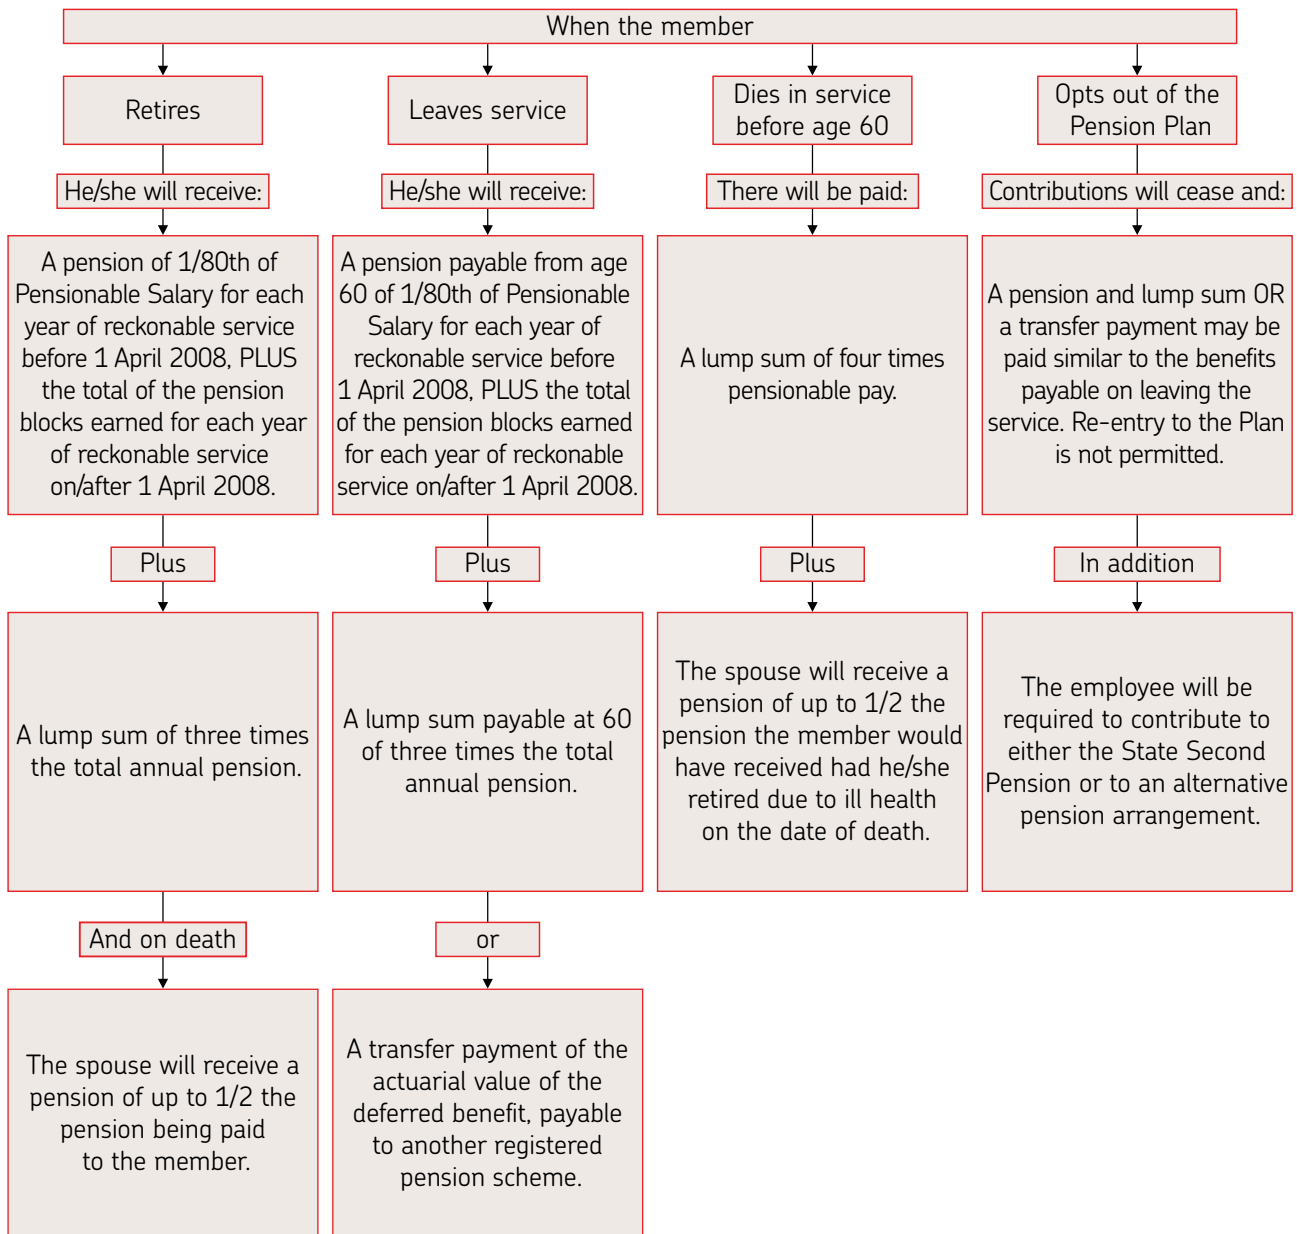 When the member
Retires
He/she will receive:
A pension of 1/80th of
Pensionable Salary for each
year of reckonable service
before 1 April 2008, PLUS
the total of the pension
blocks earned for each year
of reckonable service
on/after 1 April 2008.
Plus
A lump sum of three times
the total annual pension.
And on death
The spouse will receive a
pension of up to 1/2 the
pension being paid
to the member.
Leaves service
He/she will receive:
A pension payable from age
60 of 1/80th of Pensionable
Salary for each year of
reckonable service before
1 April 2008, PLUS the total
of the pension blocks earned
for each year of reckonable
service on/after 1 April 2008.
Plus
A lump sum payable at 60
of three times the total
annual pension.
or
A transfer payment of the
actuarial value of the
deferred benefit, payable
to another registered
pension scheme.
Dies in service
before age 60
There will be paid:
A lump sum of four times
pensionable pay.
Plus
The spouse will receive a
pension of up to 1/2 the
pension the member would
have received had he/she
retired due to ill health
on the date of death.
Opts out of the
Pension Plan
Contributions will cease and:
A pension and lump sum OR
a transfer payment may be
paid similar to the benefits
payable on leaving the
service. Re-entry to the Plan
is not permitted.
In addition
The employee will be
required to contribute to
either the State Second
Pension or to an alternative
pension arrangement.